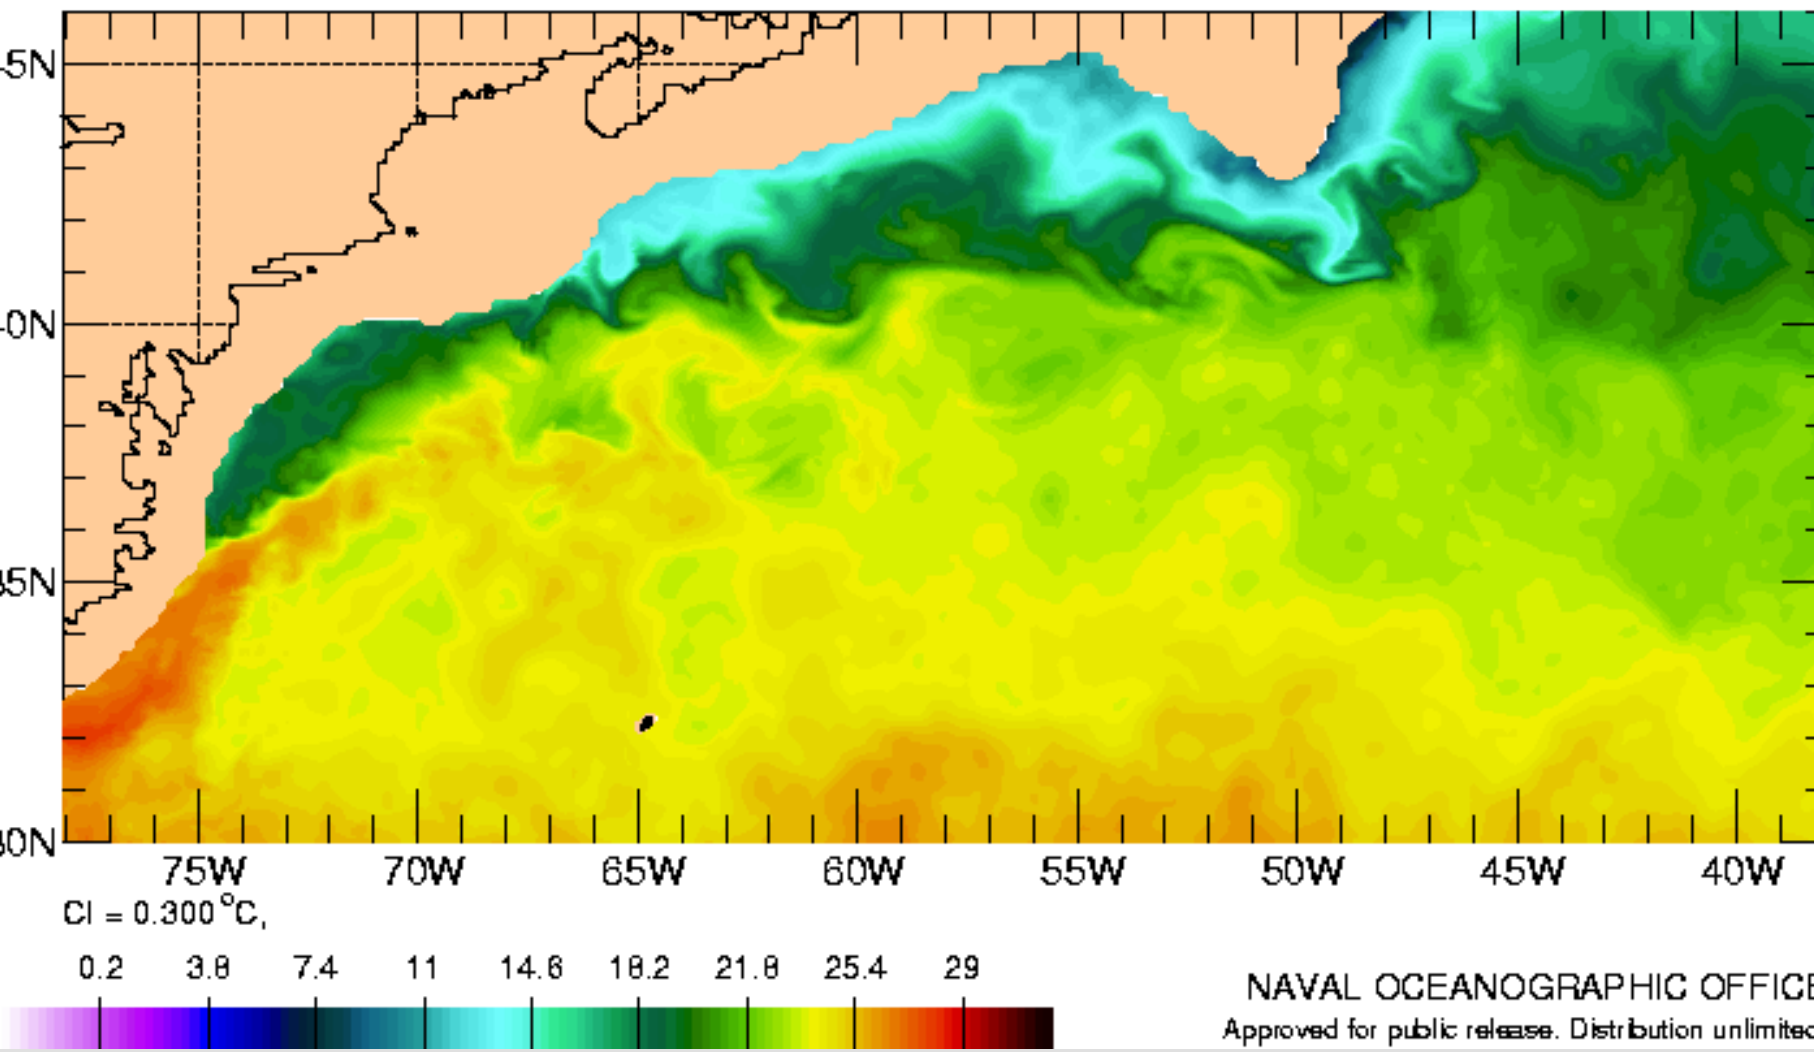 5N
0N
35N
30N
75W 70W 65W 60W 55W 50W 45W 40W
CI = 0.300°C,
0.2 3.8 7.4 11 14.6 18.2 21.8 25.4 29
NAVAL OCEANOGRAPHIC OFFICE
Approved for public release. Distribution unlimited